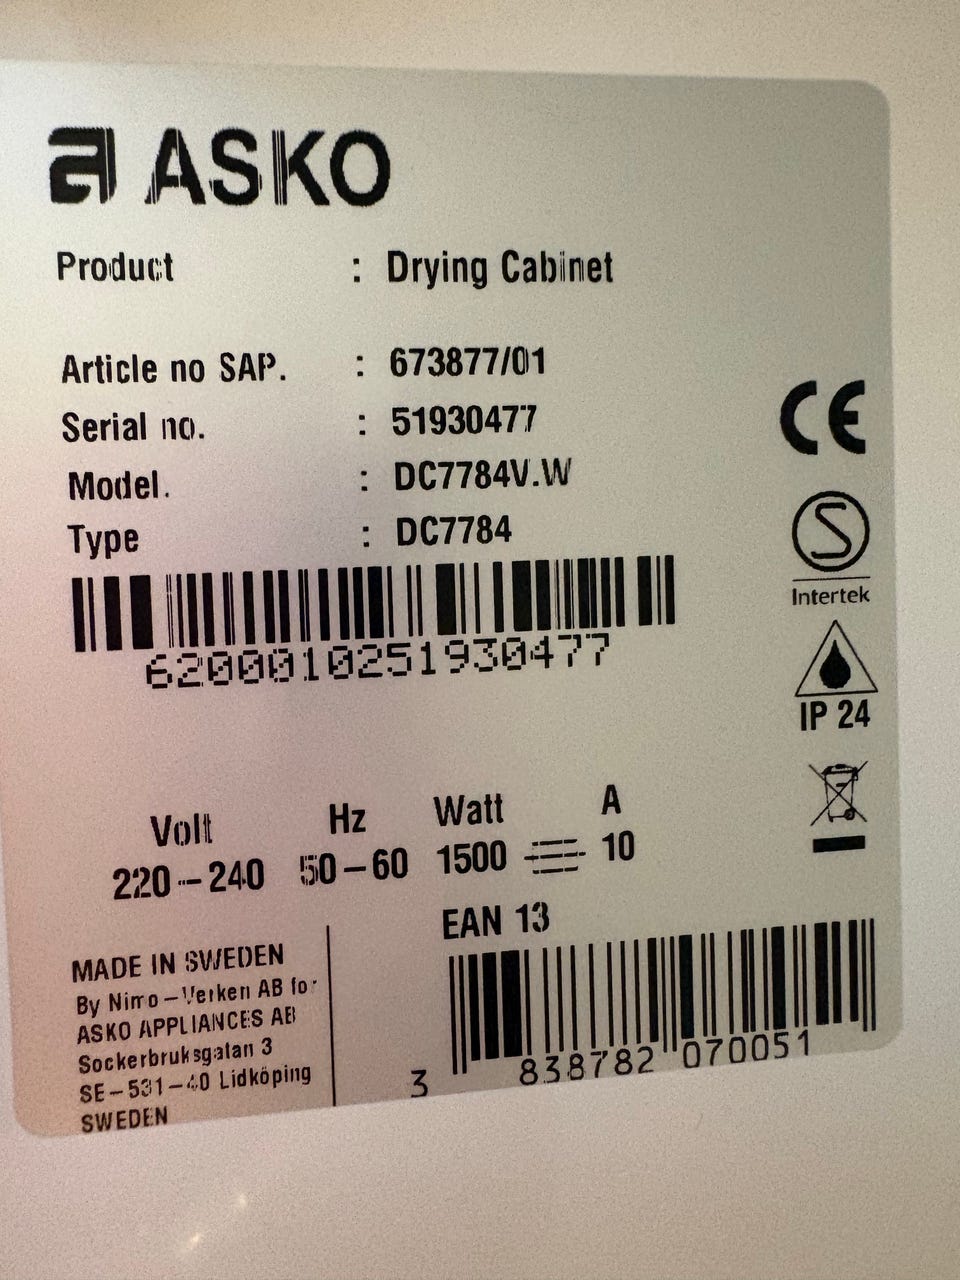 ASKO
Product : Drying Cabinet
Article no SAP. : 673877/01
Serial no. : 51930477
Model. : DC7784V.W
Type : DC7784
6200010251930477
CE
S
Intertek
IP 24
Volt Hz Watt A
220-240 50-60 1500 10
EAN 13
3 838782 070051
MADE IN SWEDEN
By Nimo-Verken AB for
ASKO APPLIANCES AB
Sockerbruksgatan 3
SE-531-40 Lidköping
SWEDEN